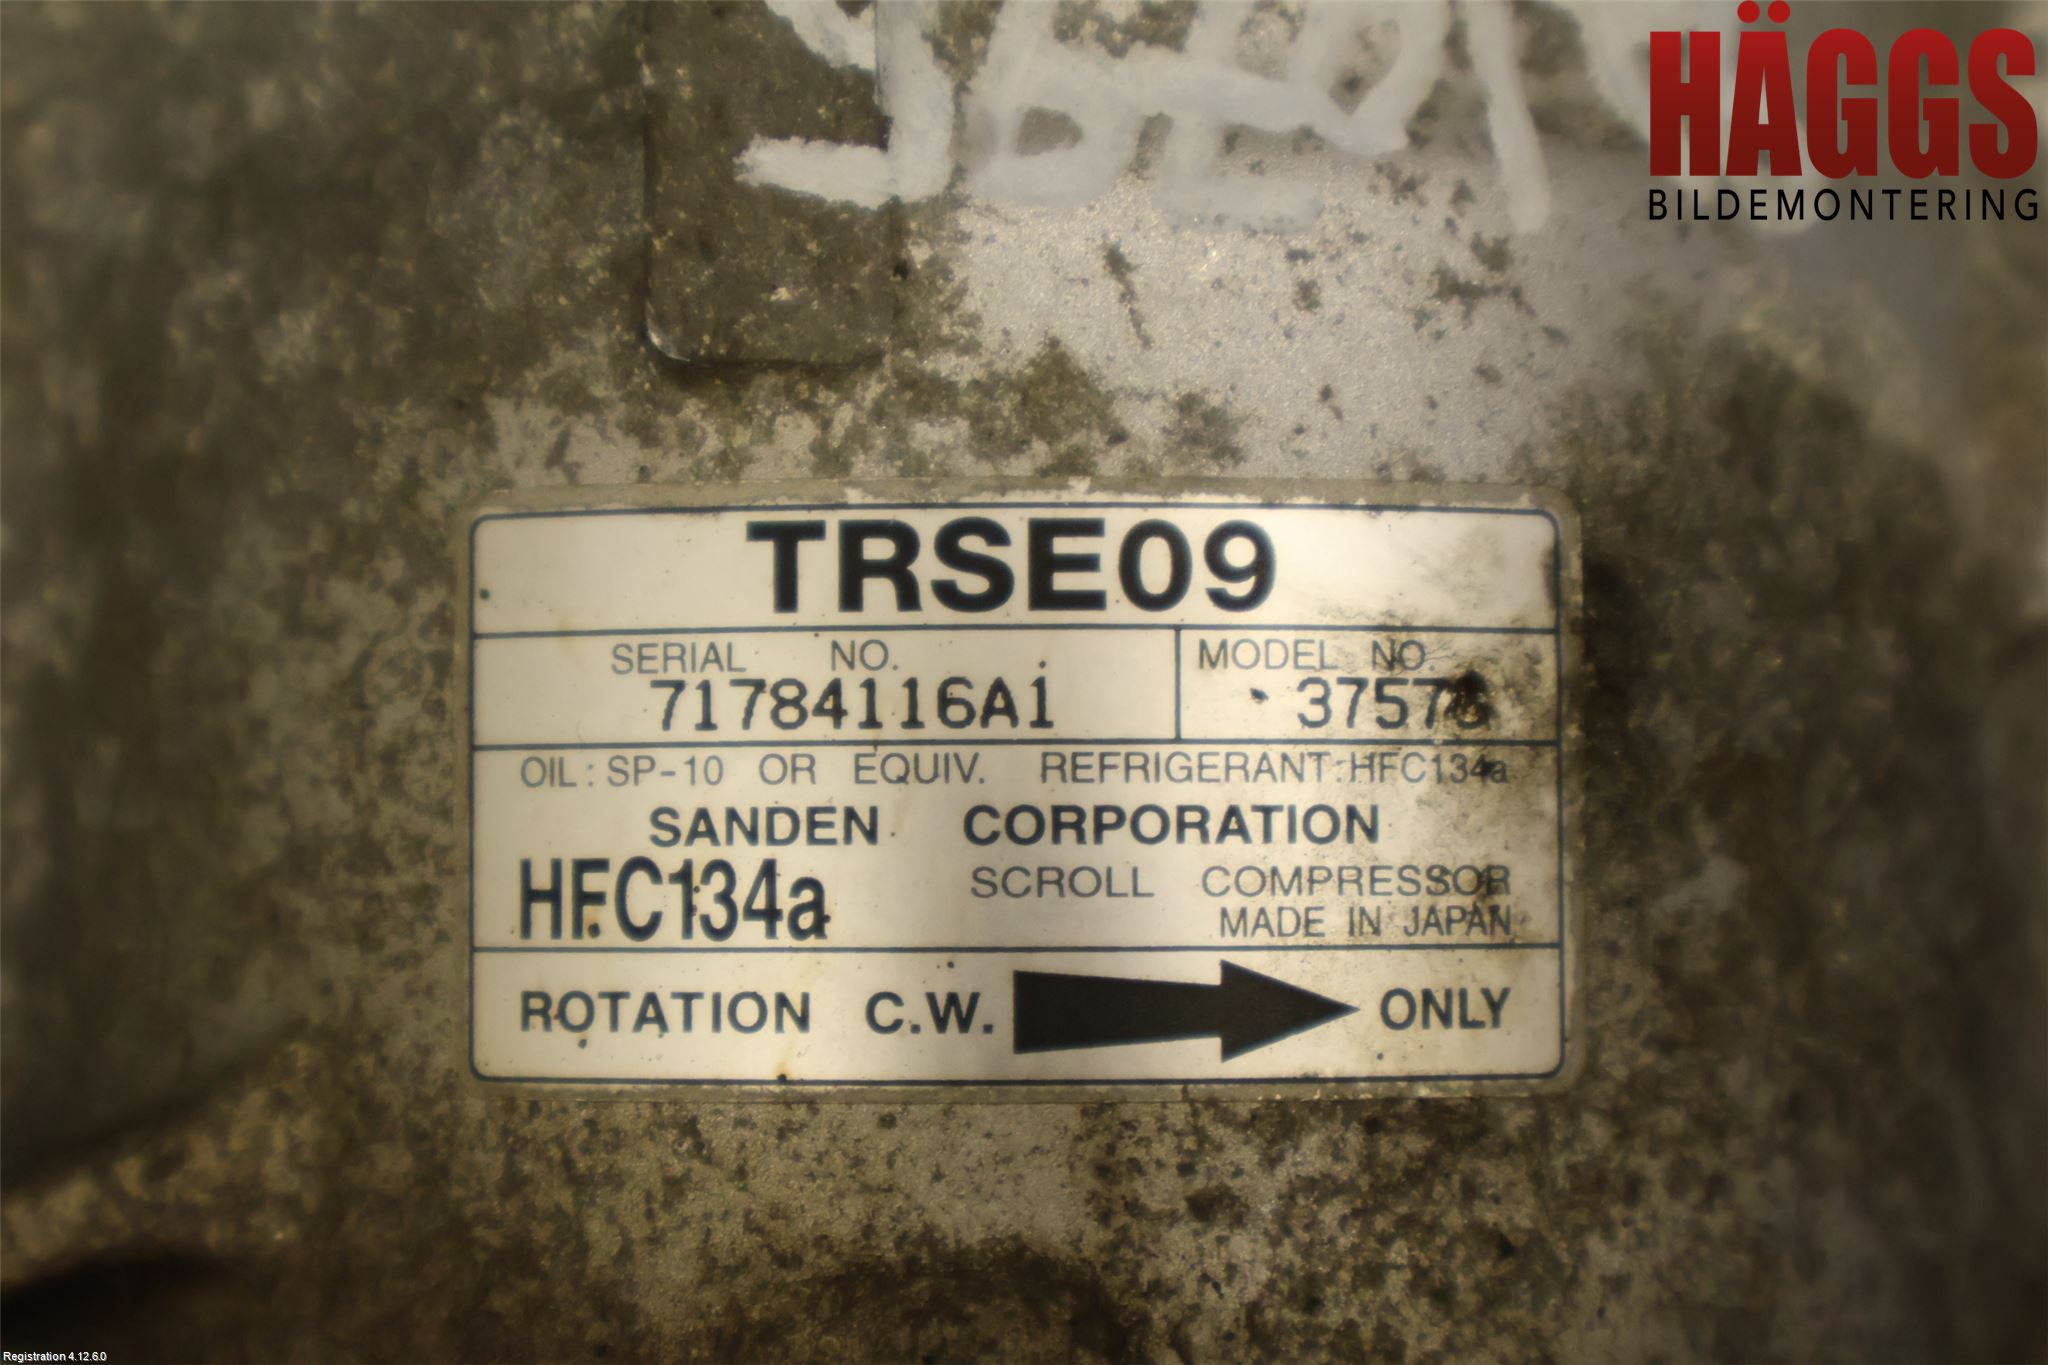 HÄGGS
BILDEMONTERING
TRSE09
SERIAL NO.
71784116A1
MODEL NO.
OIL: SP-10 OR EQUIV. REFRIGERANT: HFC134a
SANDEN CORPORATION
HFC134a
SCROLL COMPRESSOR
MADE IN JAPAN
ROTATION C.W. ONLY
Registration 4.12.6.0